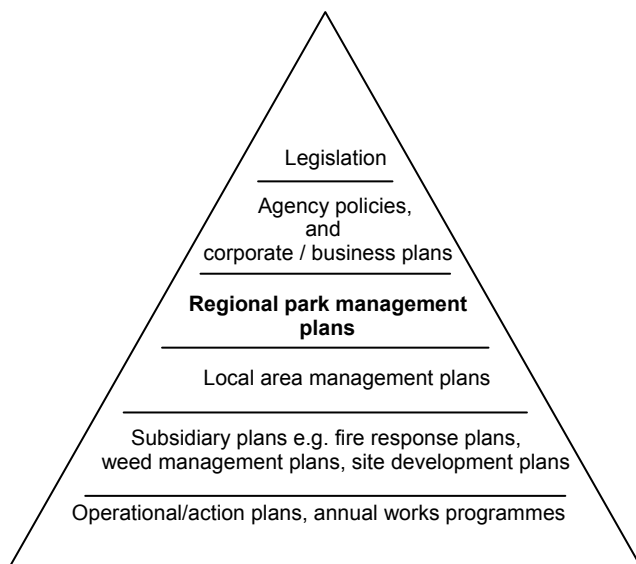 Legislation
Agency policies,
and
corporate / business plans
Regional park management
plans
Local area management plans
Subsidiary plans e.g. fire response plans,
weed management plans, site development plans
Operational/action plans, annual works programmes